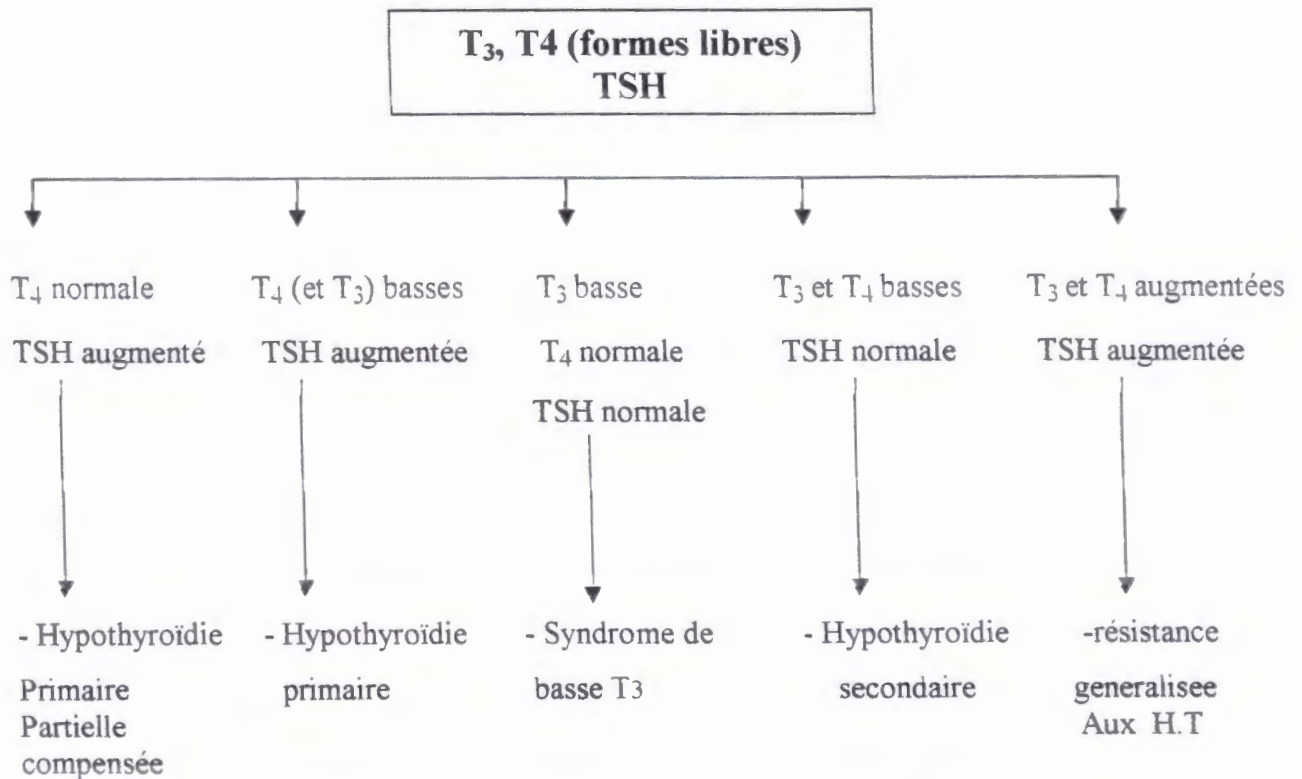 T3, T4 (formes libres)
TSH
T4 normale
TSH augmenté
T4 (et T3) basses
TSH augmentée
T3 basse
T4 normale
TSH normale
T3 et T4 basses
TSH normale
T3 et T4 augmentées
TSH augmentée
- Hypothyroïdie
Primaire
Partielle
compensée
- Hypothyroïdie
primaire
- Syndrome de
basse T3
- Hypothyroïdie
secondaire
-résistance
generalisee
Aux H.T